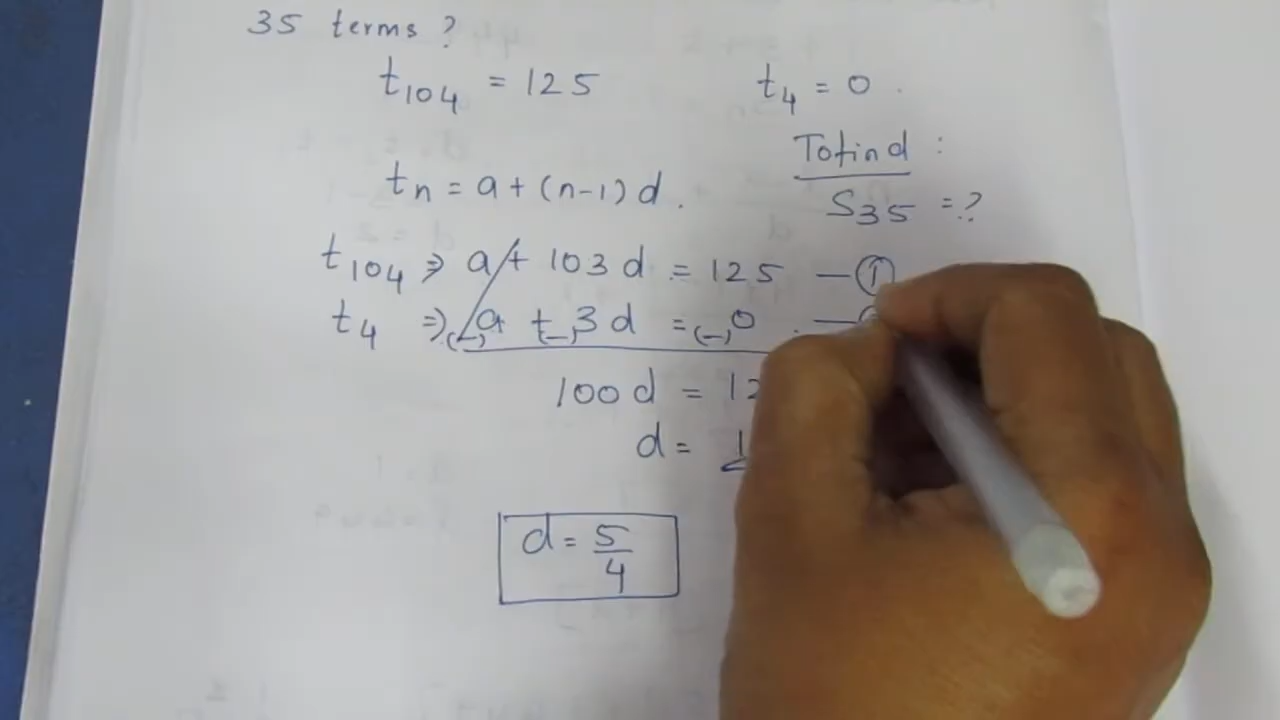 35 terms ?
t104 = 125
t4 = 0 .
To find :
tn = a + (n-1) d .
S35 = ?
t104 ⇒ a + 103 d = 125 — ①
t4 ⇒ (-) a + (-) 3 d = (-) 0 . —
100 d = 12
d =
d = 5/4